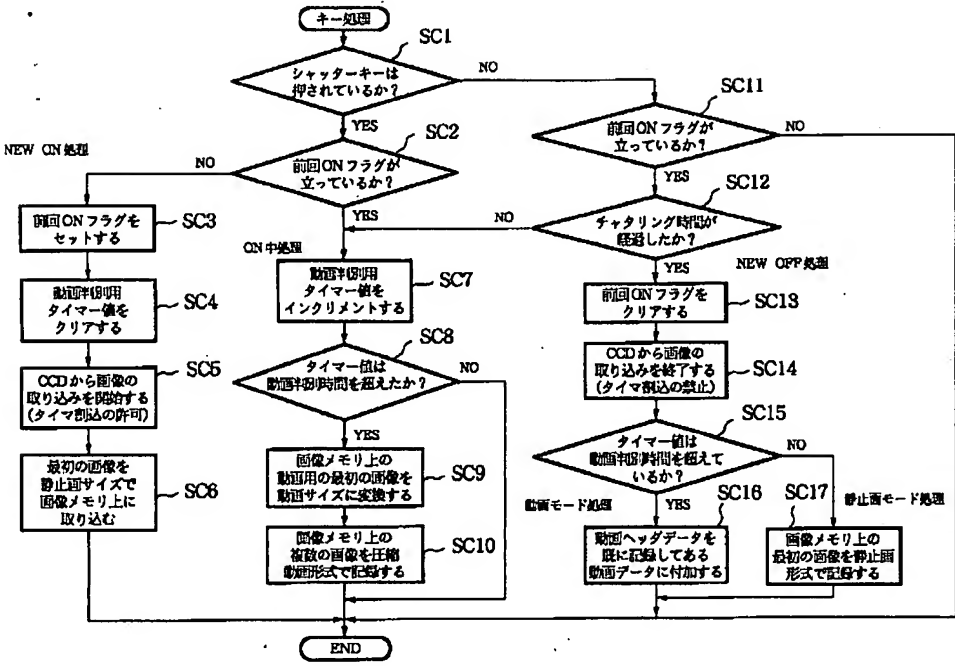 キー処理
SC1
シャッターキーは
押されているか?
NO
YES
SC2
前回ONフラグが
立っているか?
NO
YES
NEW ON処理
前回ONフラグを
セットする
SC3
動画判別用
タイマー値を
クリアする
SC4
CCDから画像の
取り込みを開始する
(タイマ割込の許可)
SC5
最初の画像を
静止画サイズで
画像メモリ上に
取り込む
SC6
ON中処理
動画判別用
タイマー値を
インクリメントする
SC7
SC8
タイマー値は
動画判別時間を超えたか?
NO
YES
画像メモリ上の
動画用の最初の画像を
動画サイズに変換する
SC9
画像メモリ上の
複数の画像を圧縮
動画形式で記録する
SC10
SC11
前回ONフラグが
立っているか?
NO
YES
SC12
チャタリング時間が
経過したか?
NO
YES
NEW OFF処理
前回ONフラグを
クリアする
SC13
CCDから画像の
取り込みを終了する
(タイマ割込の禁止)
SC14
SC15
タイマー値は
動画判別時間を超えて
いるか?
NO
YES
動画モード処理
SC16
動画ヘッダデータを
既に記録してある
動画データに付加する
静止画モード処理
SC17
画像メモリ上の
最初の画像を静止画
形式で記録する
END